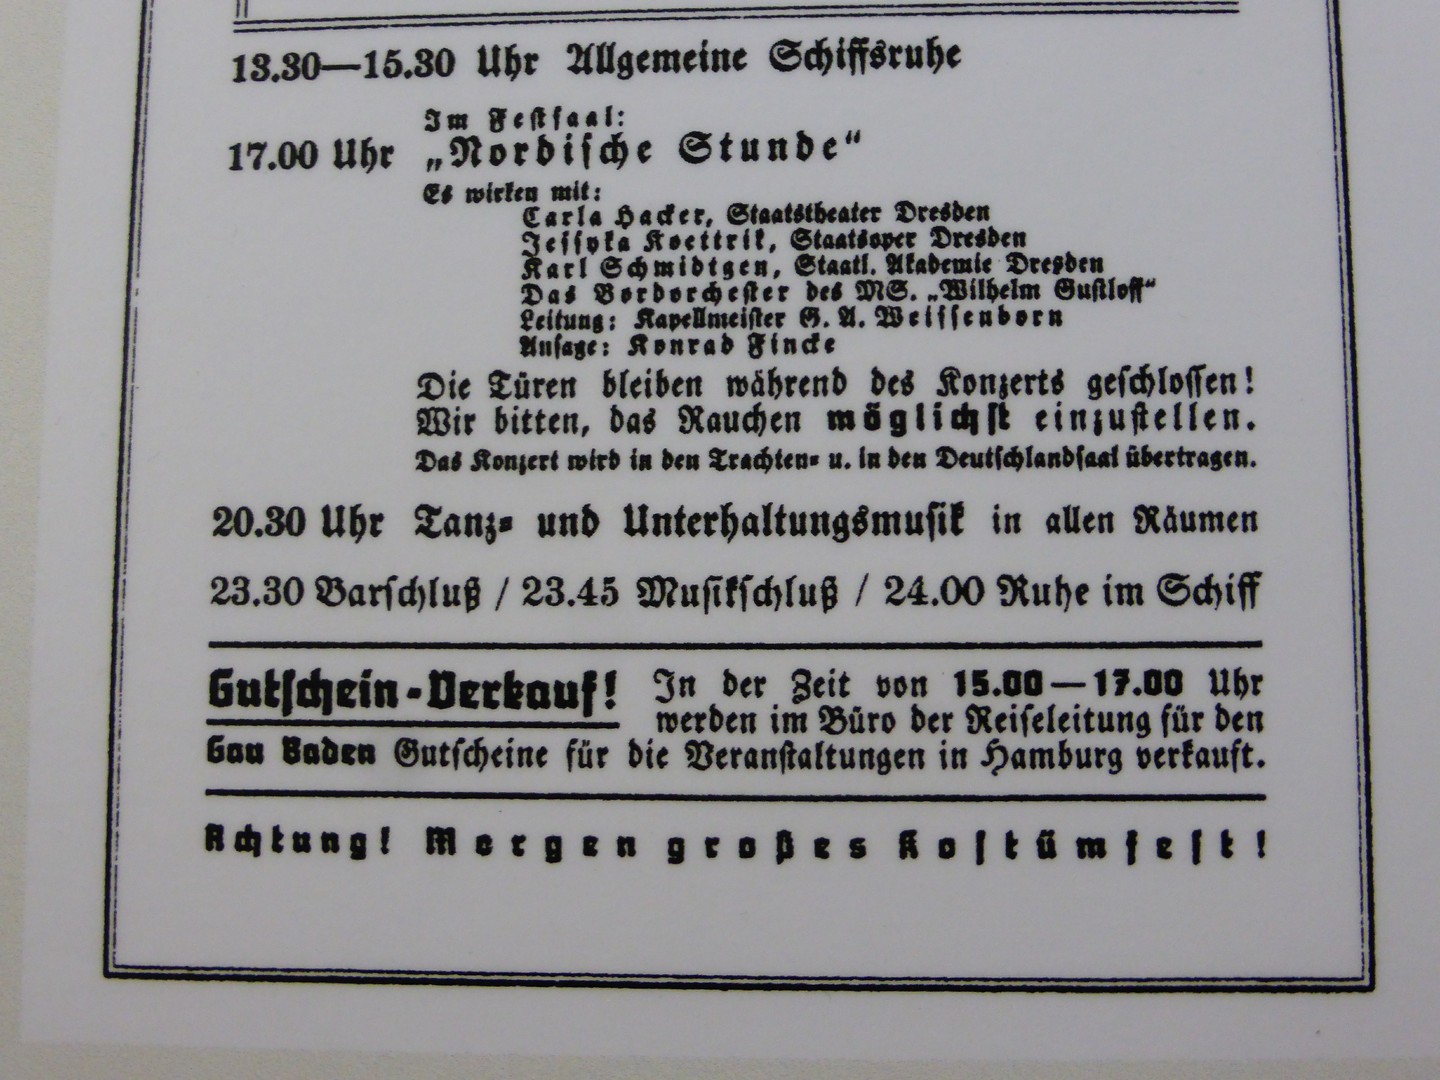 13.30—15.30 Uhr Allgemeine Schiffsruhe
Im Festsaal:
17.00 Uhr „Nordische Stunde“
Es wirken mit:
Carla Hacker, Staatstheater Dresden
Jessyka Koettrik, Staatsoper Dresden
Karl Schmidtgen, Staatl. Akademie Dresden
Das Bordorchester des MS. „Wilhelm Gustloff“
Leitung: Kapellmeister G. A. Weissenborn
Ansage: Konrad Fincke
Die Türen bleiben während des Konzerts geschlossen!
Wir bitten, das Rauchen möglichst einzustellen.
Das Konzert wird in den Trachten- u. in den Deutschlandsaal übertragen.
20.30 Uhr Tanz- und Unterhaltungsmusik in allen Räumen
23.30 Barschluß / 23.45 Musikschluß / 24.00 Ruhe im Schiff
Gutschein-Verkauf! In der Zeit von 15.00—17.00 Uhr
werden im Büro der Reiseleitung für den
Gau Baden Gutscheine für die Veranstaltungen in Hamburg verkauft.
Achtung! Morgen großes Kostümfest!